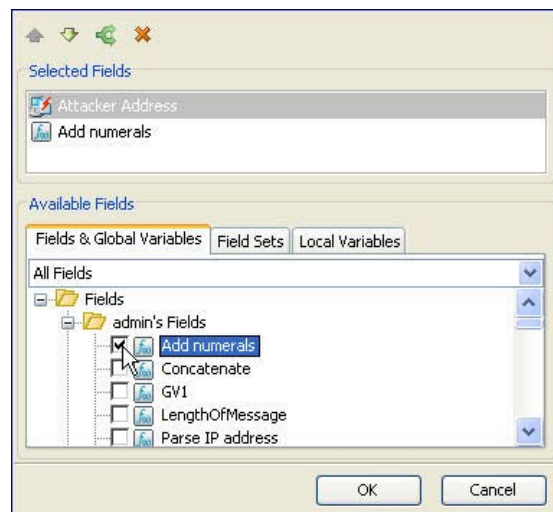 Selected Fields
Attacker Address
Add numerals
Available Fields
Fields & Global Variables Field Sets Local Variables
All Fields
Fields
admin's Fields
Add numerals
Concatenate
GV1
LengthOfMessage
Parse IP address
OK Cancel